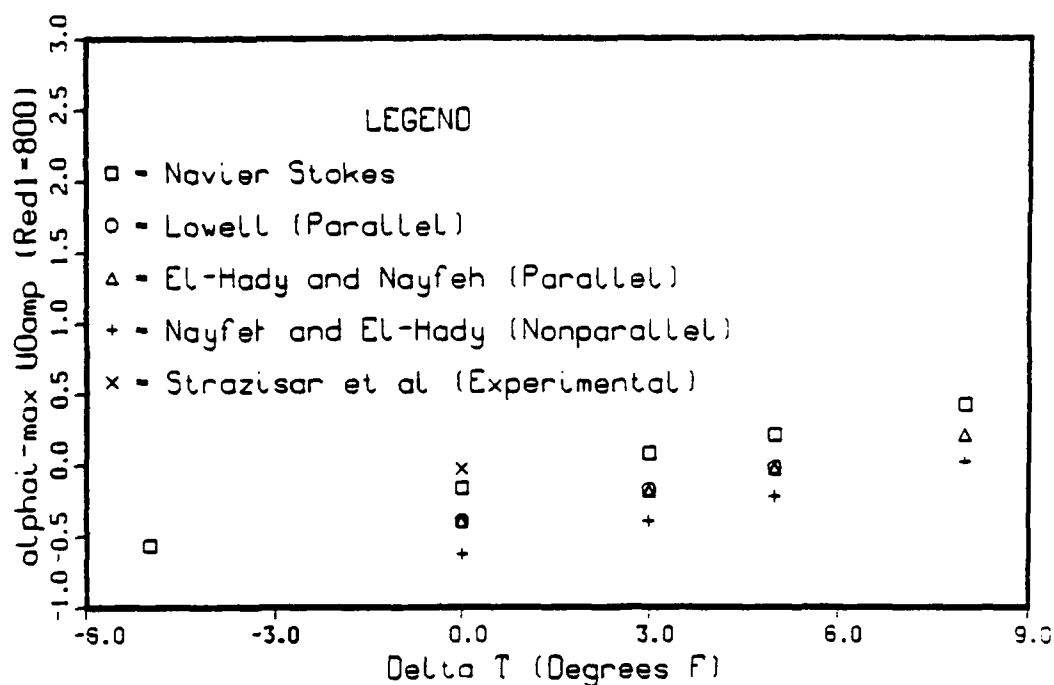 3.0
2.5
2.0
1.5
1.0
0.5
0.0
-0.5
-1.0
alphai-max U0amp (Red1=800)
LEGEND
□ = Navier Stokes
○ = Lowell (Parallel)
△ = El-Hady and Nayfeh (Parallel)
+ = Nayfet and El-Hady (Nonparallel)
× = Strazisar et al (Experimental)
-6.0 -3.0 0.0 3.0 6.0 9.0
Delta T (Degrees F)